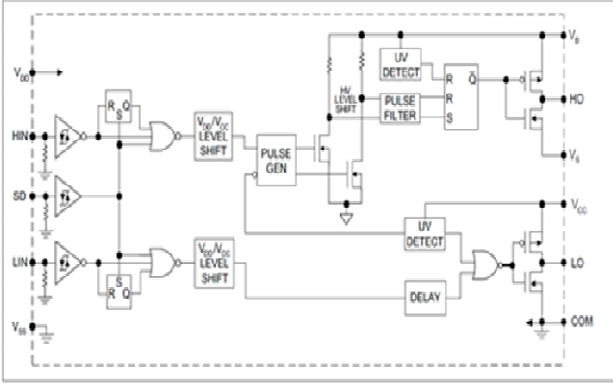 VB
UV
DETECT
R Q
HV
LEVEL
SHIFT
R
PULSE
FILTER
S
HO
VS
VDD
R Q
S
HIN
VDD/VCC
LEVEL
SHIFT
PULSE
GEN
SD
VCC
UV
DETECT
LIN
S
R Q
VDD/VCC
LEVEL
SHIFT
DELAY
LO
VSS
COM